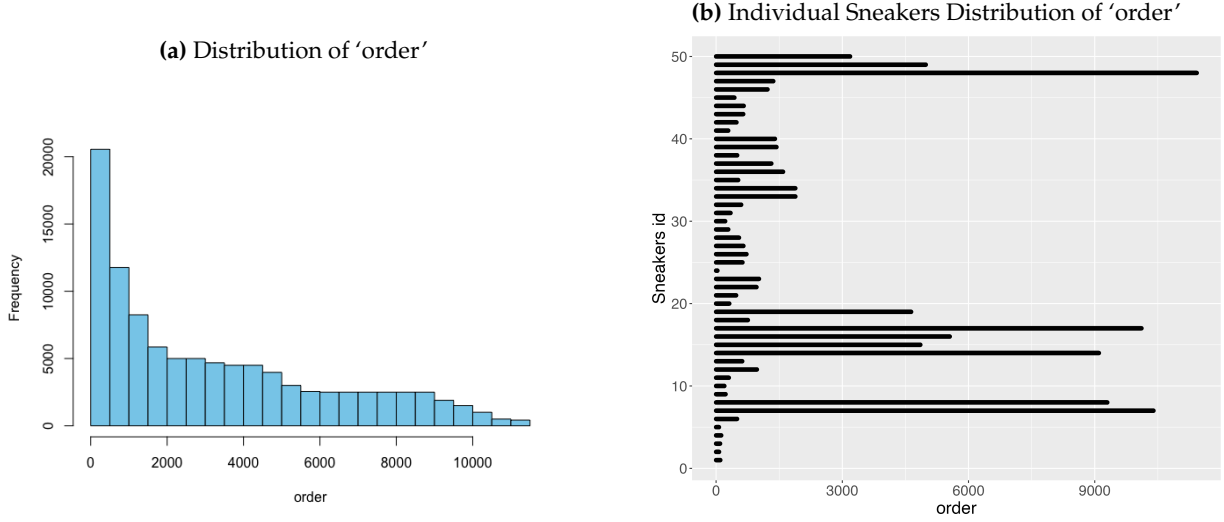 (a) Distribution of ‘order’
Frequency
20000
15000
10000
5000
0
0 2000 4000 6000 8000 10000
order
(b) Individual Sneakers Distribution of ‘order’
Sneakers id
50
40
30
20
10
0
0 3000 6000 9000
order